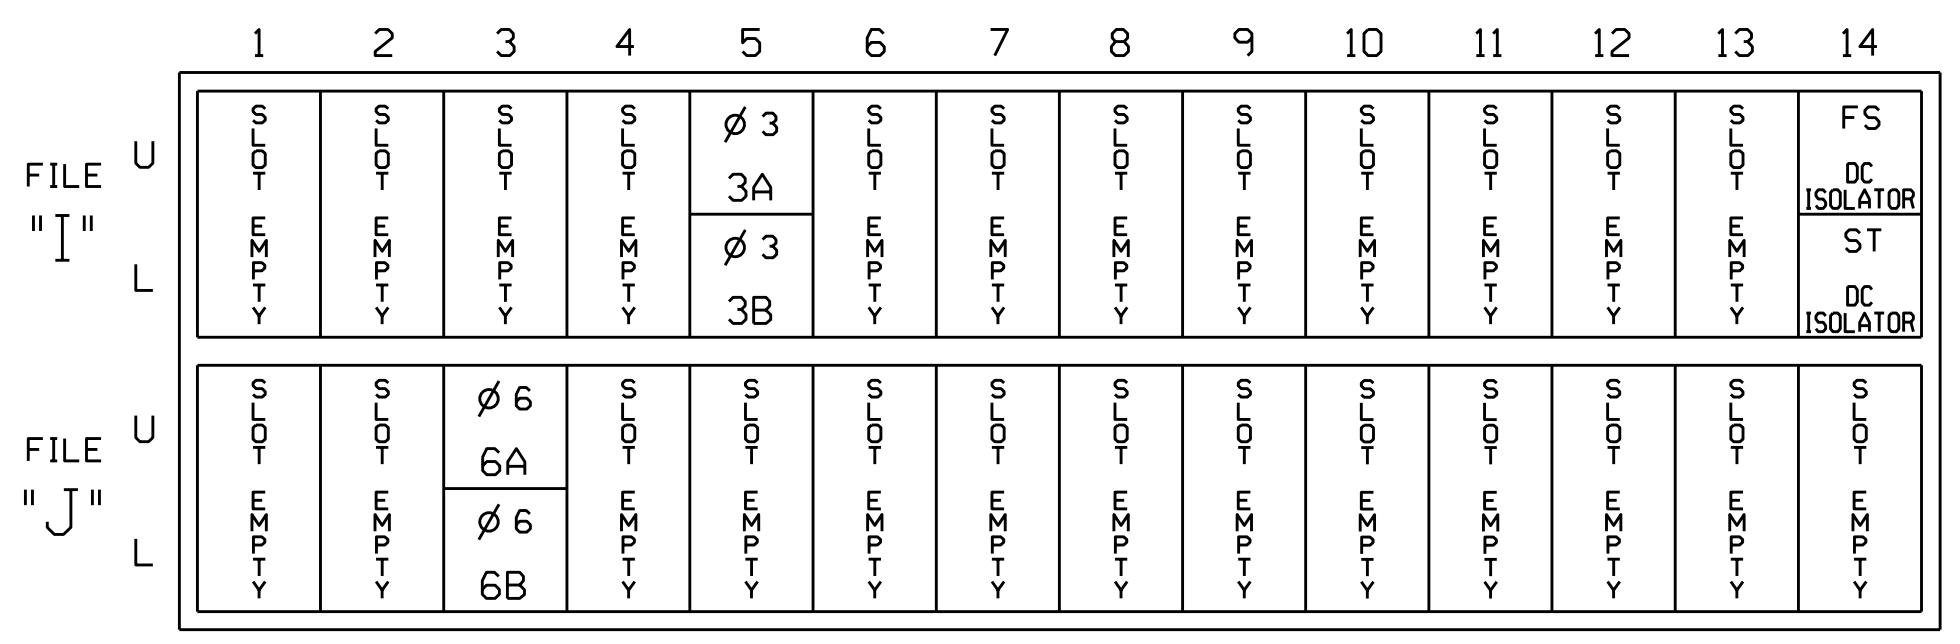 1 2 3 4 5 6 7 8 9 10 11 12 13 14
FILE "I"
U
L
SLOT EMPTY
SLOT EMPTY
SLOT EMPTY
SLOT EMPTY
Ø 3
3A
Ø 3
3B
SLOT EMPTY
SLOT EMPTY
SLOT EMPTY
SLOT EMPTY
SLOT EMPTY
SLOT EMPTY
SLOT EMPTY
SLOT EMPTY
FS
DC
ISOLATOR
ST
DC
ISOLATOR
FILE "J"
U
L
SLOT EMPTY
SLOT EMPTY
Ø 6
6A
Ø 6
6B
SLOT EMPTY
SLOT EMPTY
SLOT EMPTY
SLOT EMPTY
SLOT EMPTY
SLOT EMPTY
SLOT EMPTY
SLOT EMPTY
SLOT EMPTY
SLOT EMPTY
SLOT EMPTY